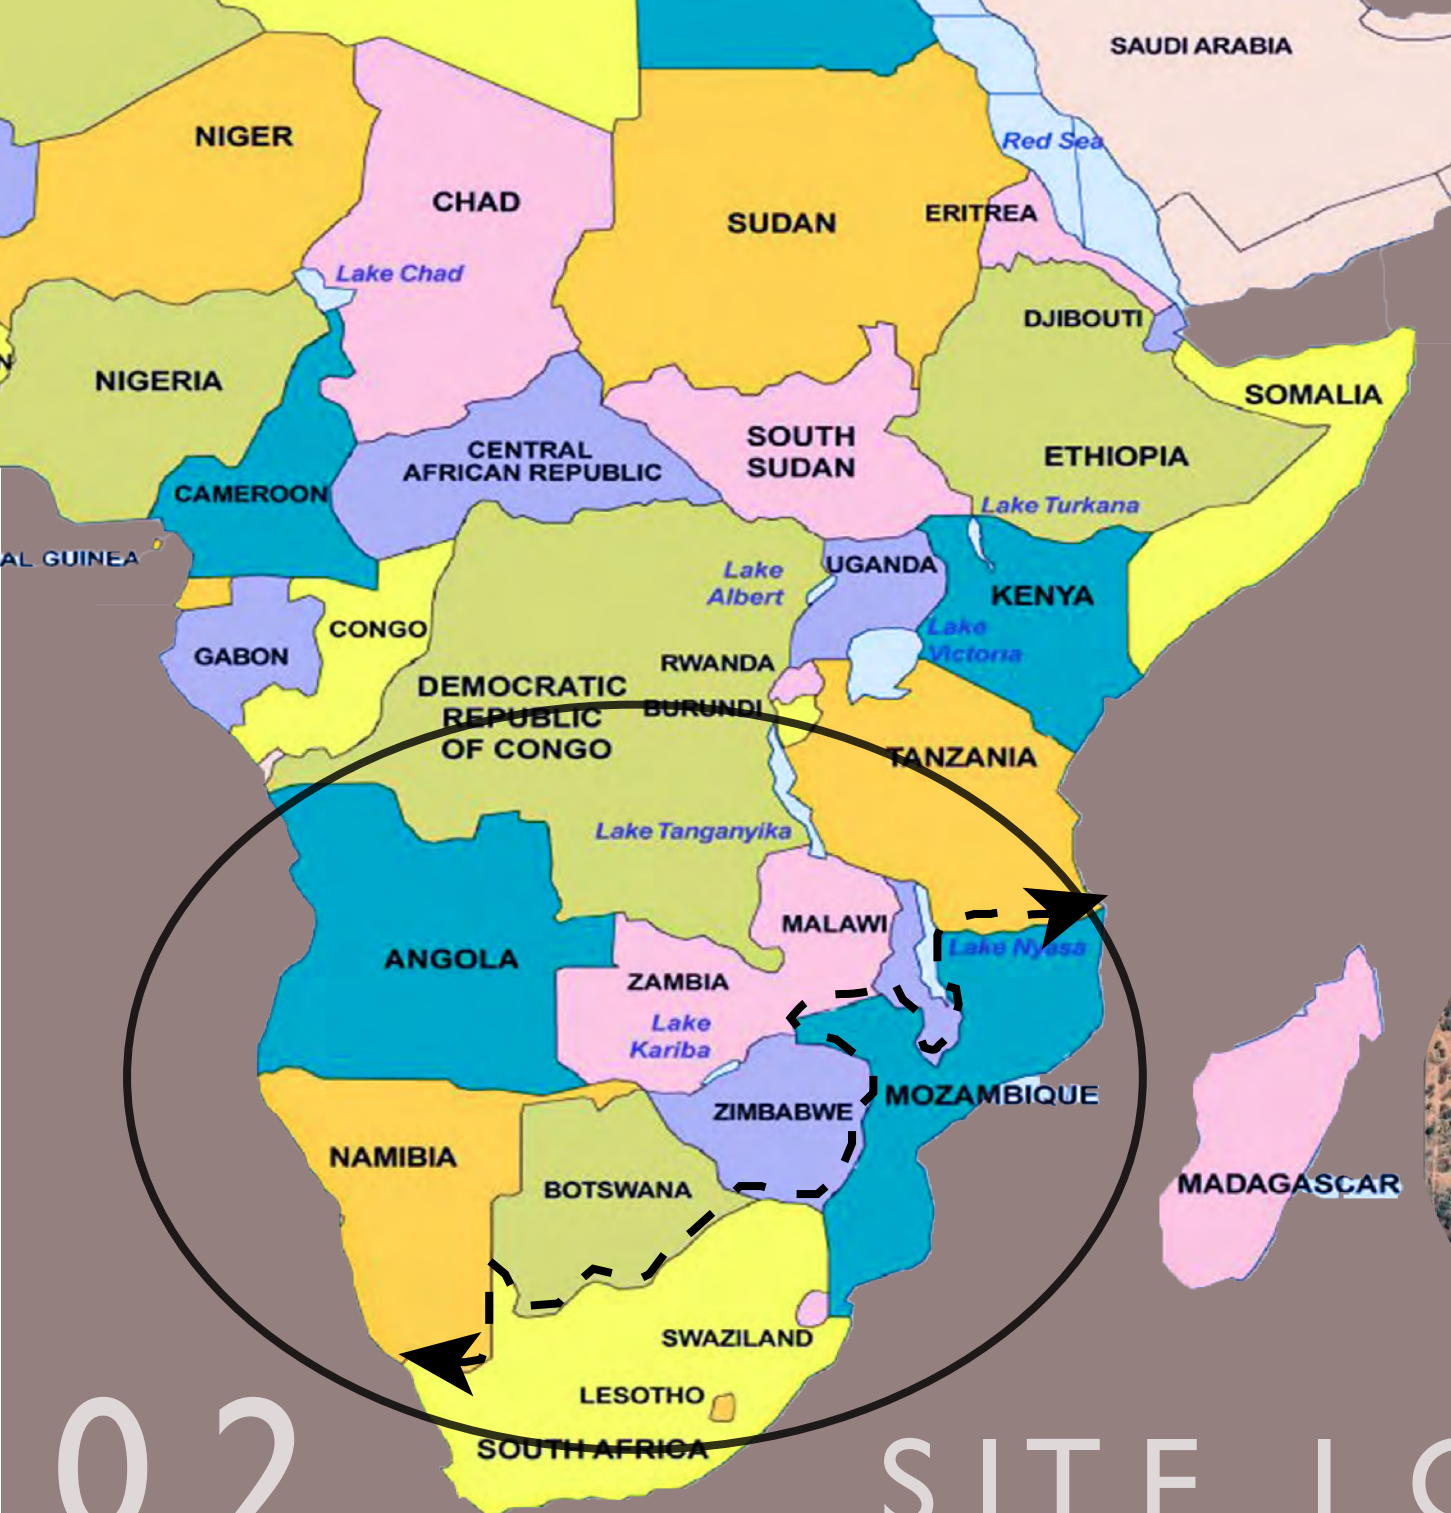 SAUDI ARABIA
NIGER
Red Sea
CHAD
SUDAN
ERITREA
Lake Chad
DJIBOUTI
N
NIGERIA
SOMALIA
SOUTH
SUDAN
CENTRAL
AFRICAN REPUBLIC
ETHIOPIA
CAMEROON
Lake Turkana
AL GUINEA
UGANDA
Lake
Albert
KENYA
CONGO
Lake
Victoria
GABON
RWANDA
DEMOCRATIC
REPUBLIC
OF CONGO
BURUNDI
TANZANIA
Lake Tanganyika
MALAWI
Lake Nyasa
ANGOLA
ZAMBIA
Lake
Kariba
MOZAMBIQUE
ZIMBABWE
NAMIBIA
BOTSWANA
MADAGASCAR
SWAZILAND
LESOTHO
SOUTH AFRICA
02
SITE